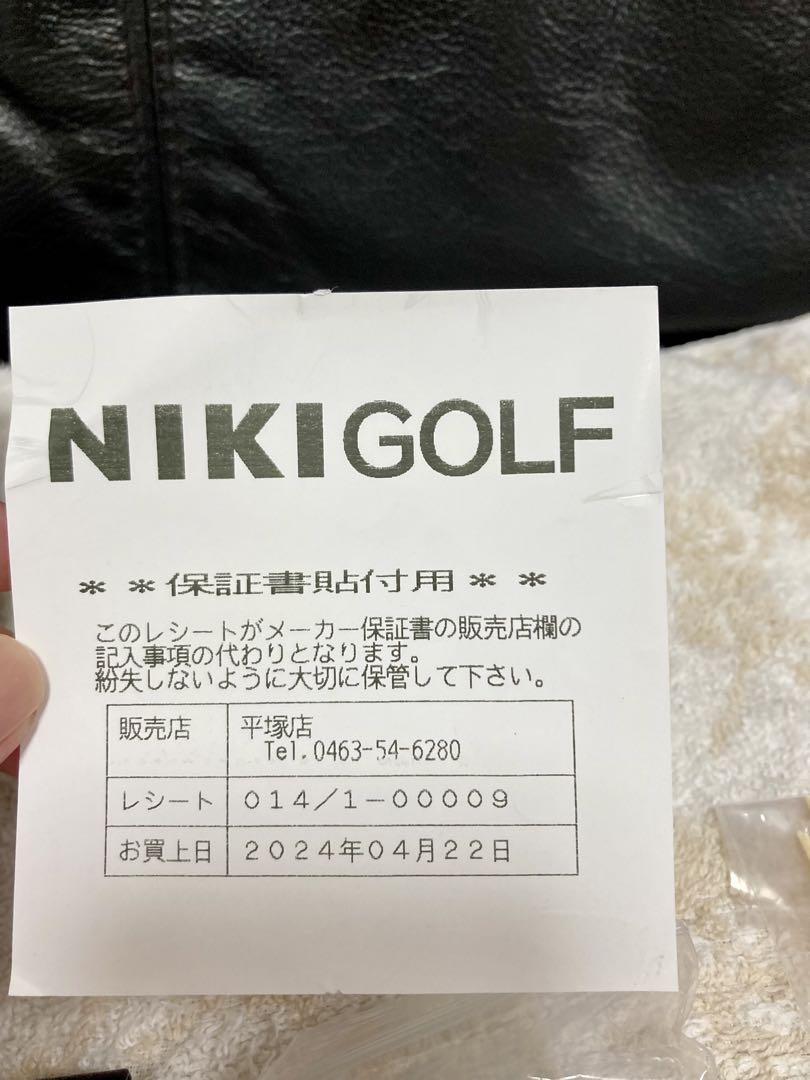 NIKIGOLF
＊ ＊保証書貼付用＊ ＊
このレシートがメーカー保証書の販売店欄の
記入事項の代わりとなります。
紛失しないように大切に保管して下さい。
販売店 平塚店
Tel.0463-54-6280
レシート ０１４／１－００００９
お買上日 ２０２４年０４月２２日